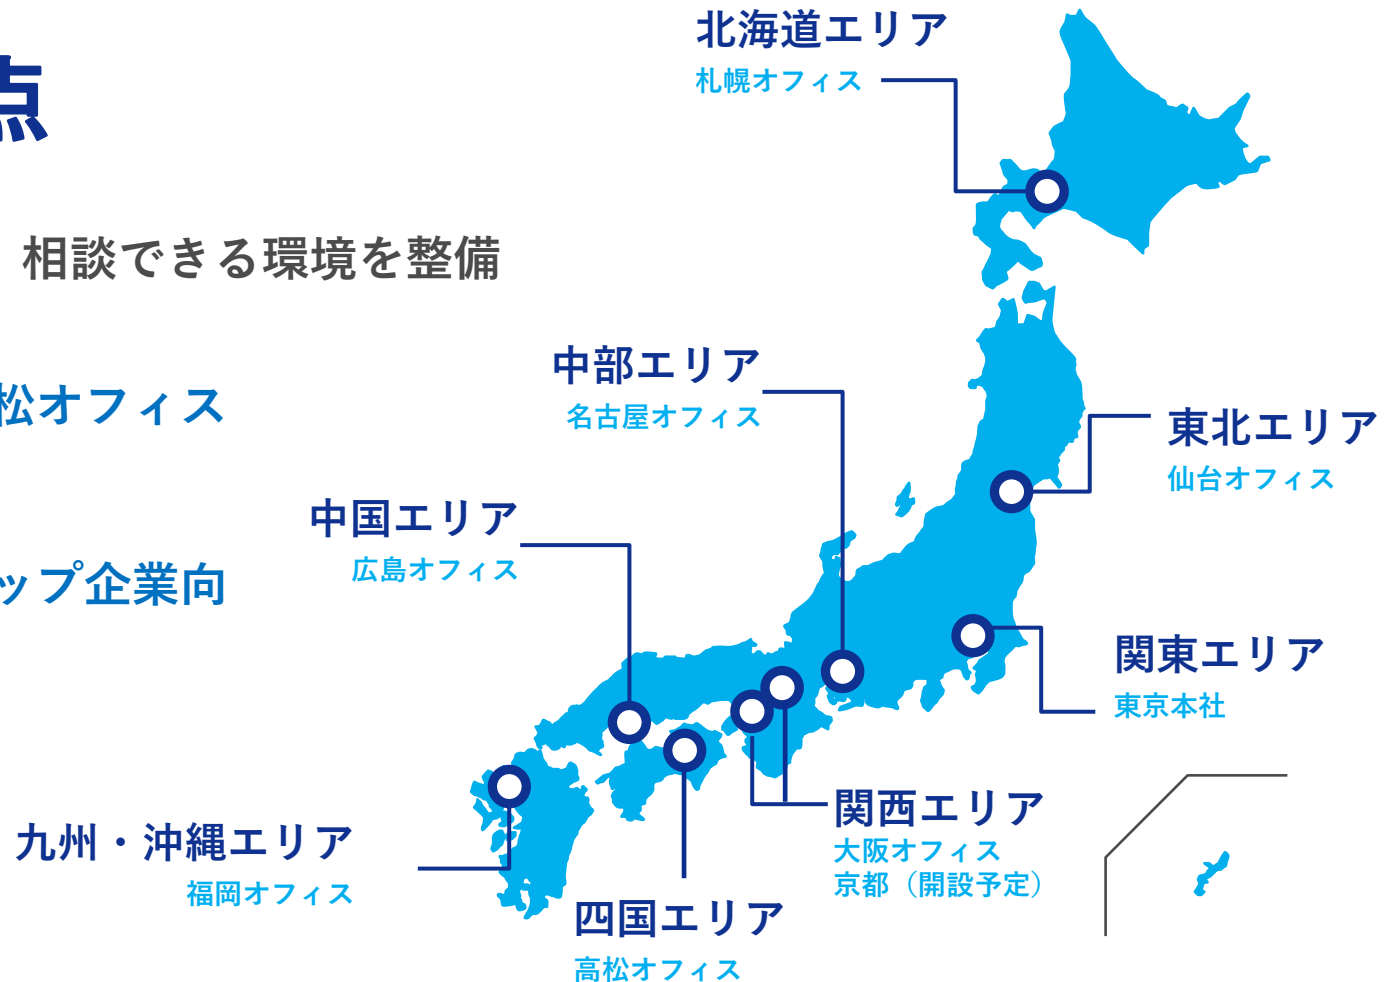 点
相談できる環境を整備
松オフィス
ップ企業向
北海道エリア
札幌オフィス
中部エリア
名古屋オフィス
東北エリア
仙台オフィス
中国エリア
広島オフィス
関東エリア
東京本社
関西エリア
大阪オフィス
京都（開設予定）
九州・沖縄エリア
福岡オフィス
四国エリア
高松オフィス